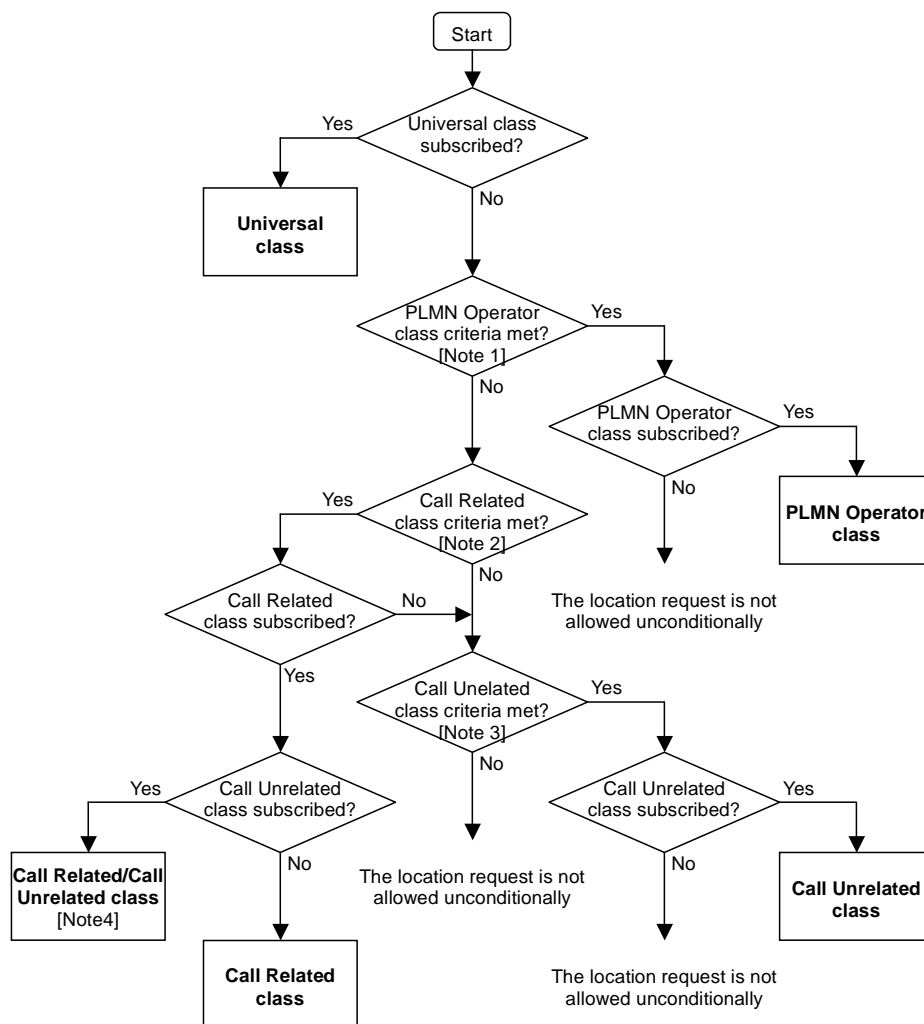 Start
Universal class
subscribed?
Yes
No
Universal
class
PLMN Operator
class criteria met?
[Note 1]
Yes
No
PLMN Operator
class subscribed?
Yes
No
PLMN Operator
class
Call Related
class criteria met?
[Note 2]
Yes
No
The location request is not
allowed unconditionally
Call Related
class subscribed?
No
Yes
Call Unelated
class criteria met?
[Note 3]
Yes
No
Call Unrelated
class subscribed?
Yes
No
Call Unrelated
class subscribed?
Yes
No
Call Related/Call
Unrelated class
[Note4]
The location request is not
allowed unconditionally
Call Unrelated
class
Call Related
class
The location request is not
allowed unconditionally